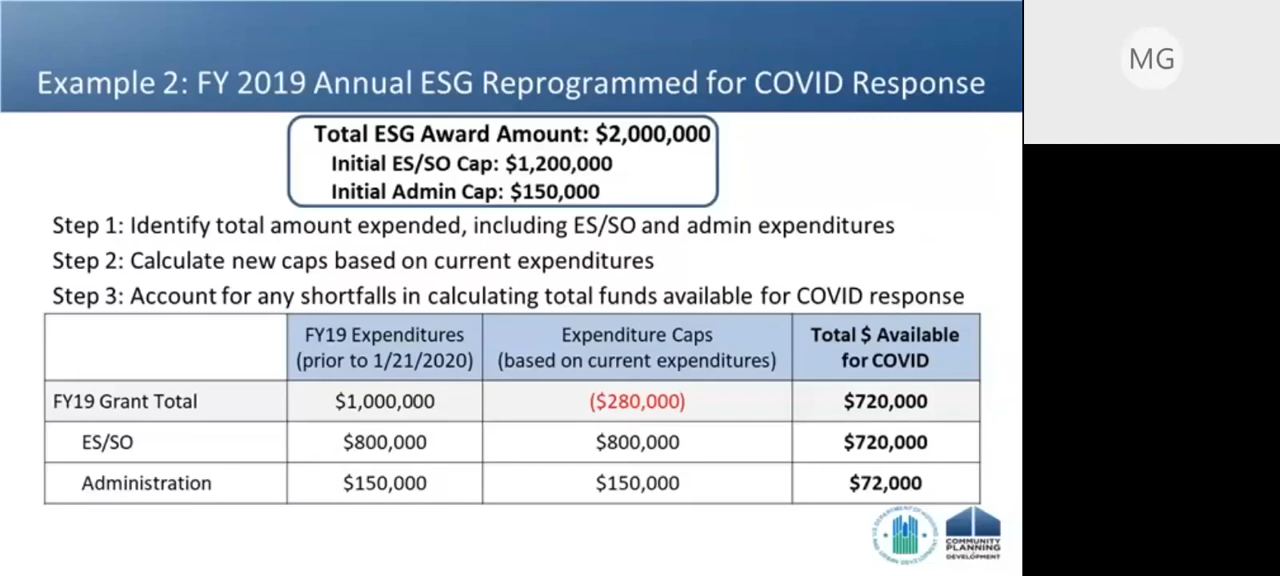 MG
Example 2: FY 2019 Annual ESG Reprogrammed for COVID Response
Total ESG Award Amount: $2,000,000
Initial ES/SO Cap: $1,200,000
Initial Admin Cap: $150,000
Step 1: Identify total amount expended, including ES/SO and admin expenditures
Step 2: Calculate new caps based on current expenditures
Step 3: Account for any shortfalls in calculating total funds available for COVID response
FY19 Expenditures (prior to 1/21/2020) Expenditure Caps (based on current expenditures) Total $ Available for COVID
FY19 Grant Total $1,000,000 ($280,000) $720,000
ES/SO $800,000 $800,000 $720,000
Administration $150,000 $150,000 $72,000
COMMUNITY
PLANNING
DEVELOPMENT